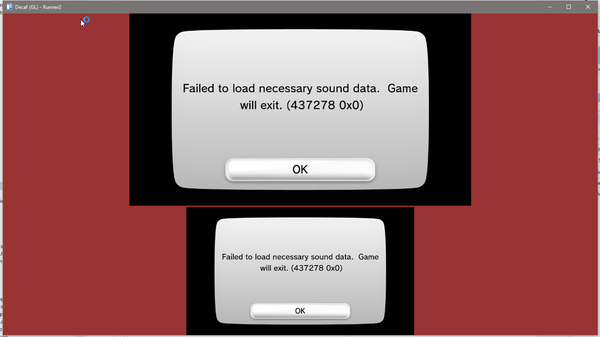 Decaf (GL) - Runner2
Failed to load necessary sound data.  Game
will exit. (437278 0x0)
OK
Failed to load necessary sound data.  Game
will exit. (437278 0x0)
OK